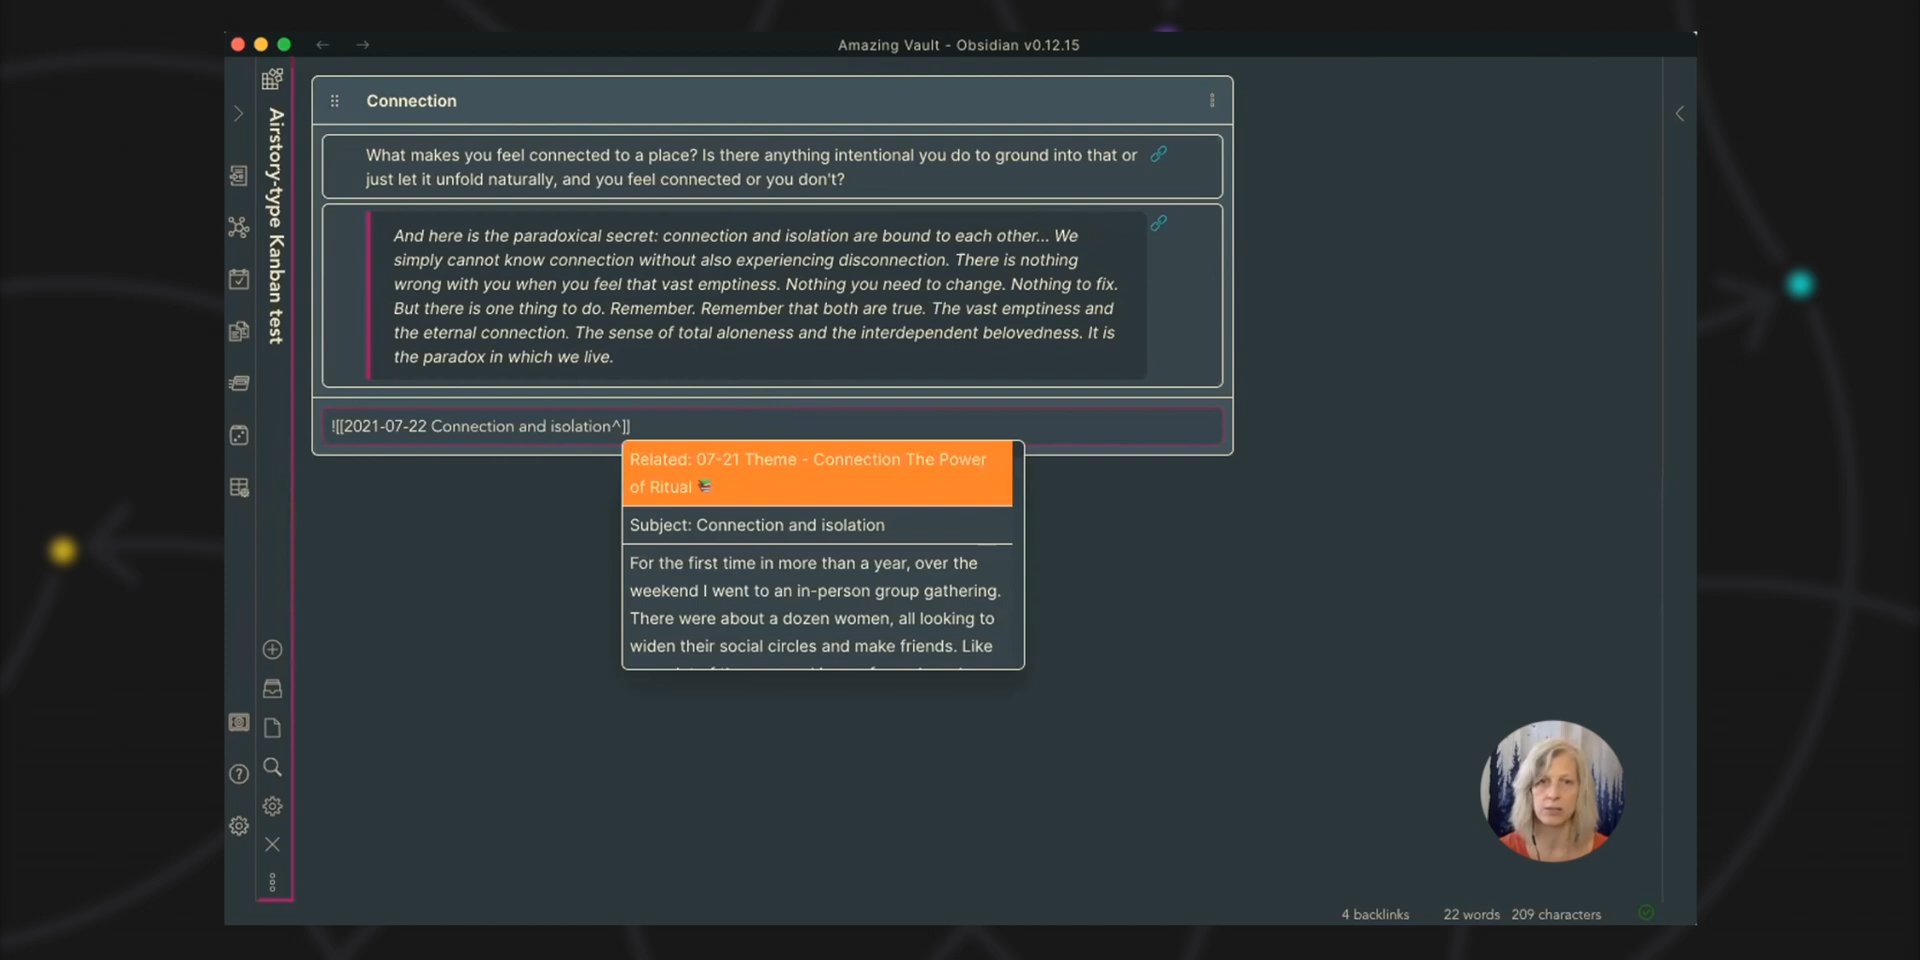 Amazing Vault - Obsidian v0.12.15
Airstory-type Kanban test
Connection
What makes you feel connected to a place? Is there anything intentional you do to ground into that or
just let it unfold naturally, and you feel connected or you don't?
And here is the paradoxical secret: connection and isolation are bound to each other... We
simply cannot know connection without also experiencing disconnection. There is nothing
wrong with you when you feel that vast emptiness. Nothing you need to change. Nothing to fix.
But there is one thing to do. Remember. Remember that both are true. The vast emptiness and
the eternal connection. The sense of total aloneness and the interdependent belovedness. It is
the paradox in which we live.
![[2021-07-22 Connection and isolation^]]
Related: 07-21 Theme - Connection The Power
of Ritual
Subject: Connection and isolation
For the first time in more than a year, over the
weekend I went to an in-person group gathering.
There were about a dozen women, all looking to
widen their social circles and make friends. Like
4 backlinks 22 words 209 characters